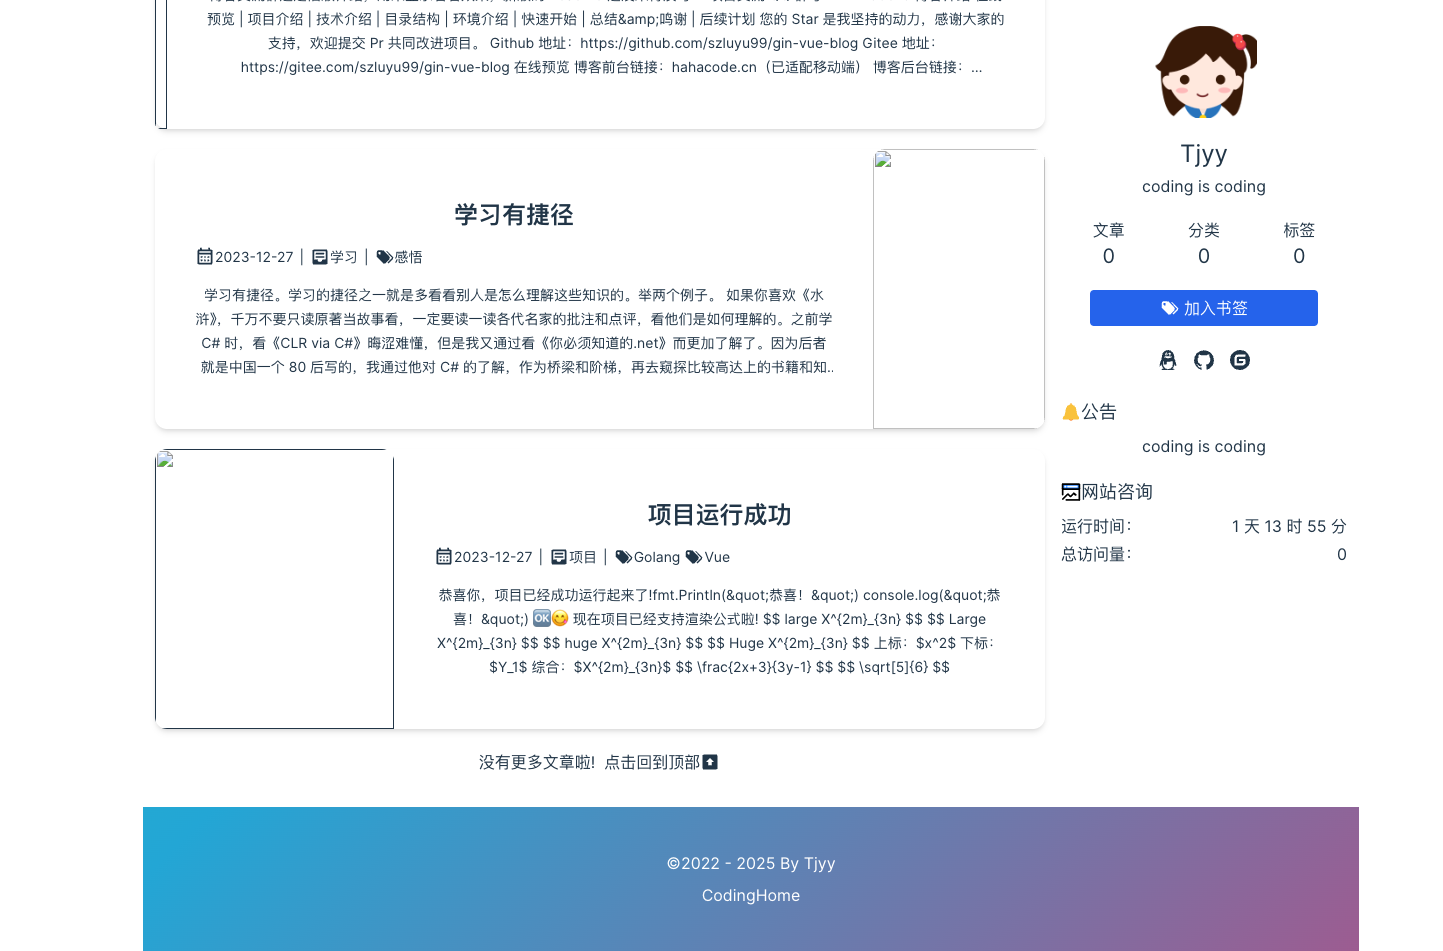 预览 | 项目介绍 | 技术介绍 | 目录结构 | 环境介绍 | 快速开始 | 总结&amp;鸣谢 | 后续计划 您的 Star 是我坚持的动力，感谢大家的
支持，欢迎提交 Pr 共同改进项目。 Github 地址：https://github.com/szluyu99/gin-vue-blog Gitee 地址：
https://gitee.com/szluyu99/gin-vue-blog 在线预览 博客前台链接：hahacode.cn（已适配移动端） 博客后台链接：...
学习有捷径
2023-12-27 | 学习 | 感悟
学习有捷径。学习的捷径之一就是多看看别人是怎么理解这些知识的。举两个例子。 如果你喜欢《水
浒》，千万不要只读原著当故事看，一定要读一读各代名家的批注和点评，看他们是如何理解的。之前学
C# 时，看《CLR via C#》晦涩难懂，但是我又通过看《你必须知道的.net》而更加了解了。因为后者
就是中国一个 80 后写的，我通过他对 C# 的了解，作为桥梁和阶梯，再去窥探比较高达上的书籍和知..
项目运行成功
2023-12-27 | 项目 | Golang Vue
恭喜你，项目已经成功运行起来了!fmt.Println(&quot;恭喜！&quot;) console.log(&quot;恭
喜！&quot;) 🆗😋 现在项目已经支持渲染公式啦! $$ large X^{2m}_{3n} $$ $$ Large
X^{2m}_{3n} $$ $$ huge X^{2m}_{3n} $$ $$ Huge X^{2m}_{3n} $$ 上标：$x^2$ 下标：
$Y_1$ 综合：$X^{2m}_{3n}$ $$ \frac{2x+3}{3y-1} $$ $$ \sqrt[5]{6} $$
没有更多文章啦! 点击回到顶部
Tjyy
coding is coding
文章 分类 标签
0 0 0
加入书签
公告
coding is coding
网站咨询
运行时间： 1 天 13 时 55 分
总访问量： 0
©2022 - 2025 By Tjyy
CodingHome